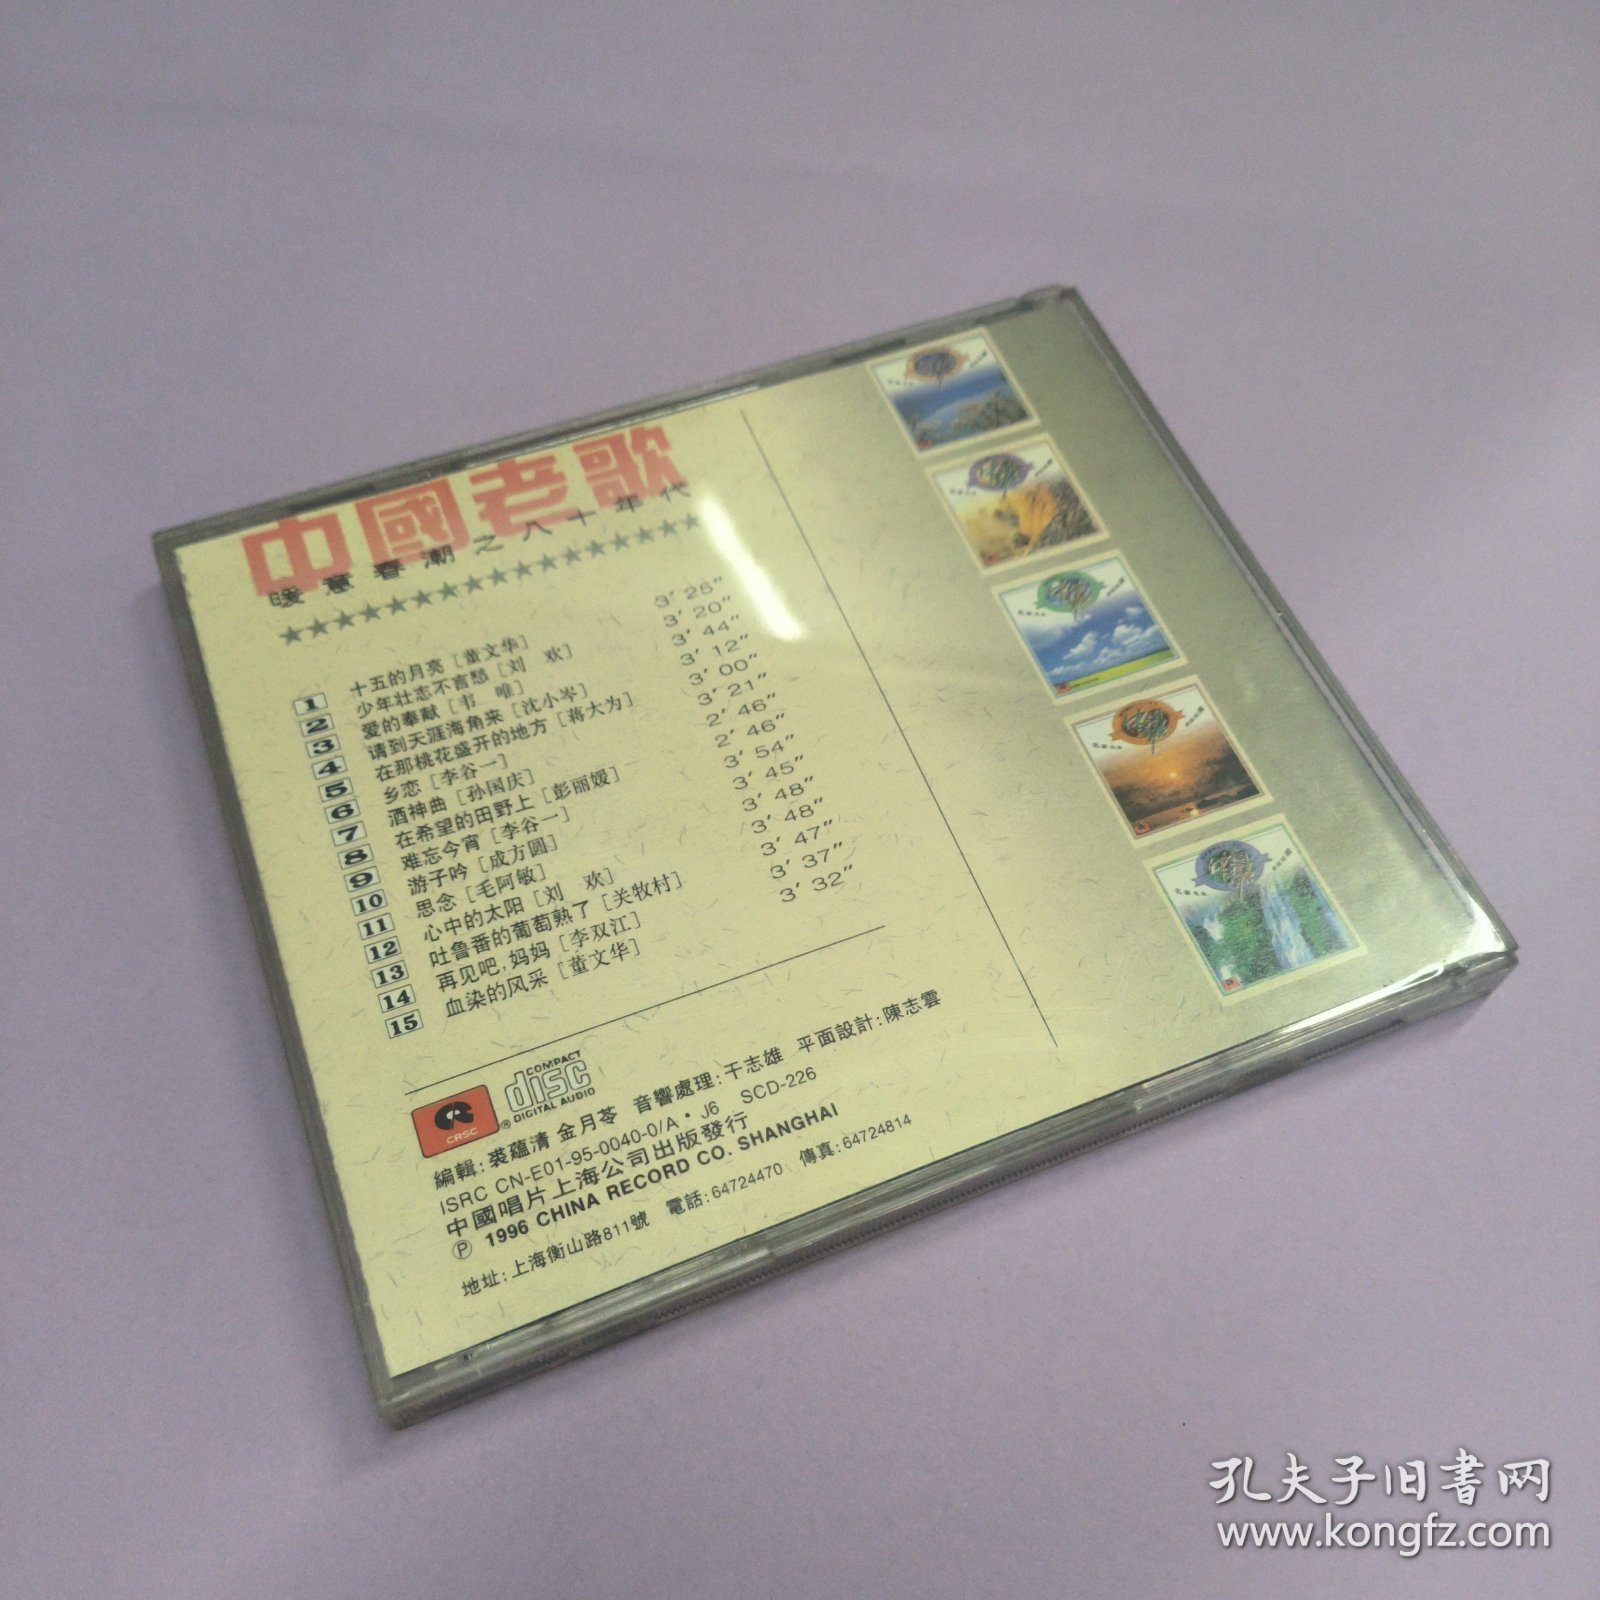 中國老歌
暖意春潮之八十年代
★★★★★★★★★★★★★★★★
1 十五的月亮［董文华］ 3′25″
2 少年壮志不言愁［刘 欢］ 3′20″
3 爱的奉献［韦 唯］ 3′44″
4 请到天涯海角来［沈小岑］ 3′12″
5 在那桃花盛开的地方［蒋大为］ 3′00″
6 乡恋［李谷一］ 3′21″
7 酒神曲［孙国庆］ 2′46″
8 在希望的田野上［彭丽媛］ 2′46″
9 难忘今宵［李谷一］ 3′54″
10 游子吟［成方圆］ 3′45″
11 思念［毛阿敏］ 3′48″
12 心中的太阳［刘 欢］ 3′48″
13 吐鲁番的葡萄熟了［关牧村］ 3′47″
14 再见吧,妈妈［李双江］ 3′37″
15 血染的风采［董文华］ 3′32″
CRSC
COMPACT
disc
DIGITAL AUDIO
®
編輯:裘蘊清 金月苓 音響處理:干志雄 平面設計:陳志雲
ISRC CN-E01-95-0040-0/A·J6 SCD-226
中國唱片上海公司出版發行
Ⓟ 1996 CHINA RECORD CO. SHANGHAI
地址:上海衡山路811號 電話:64724470 傳真:64724814
孔夫子旧書网
www.kongfz.com